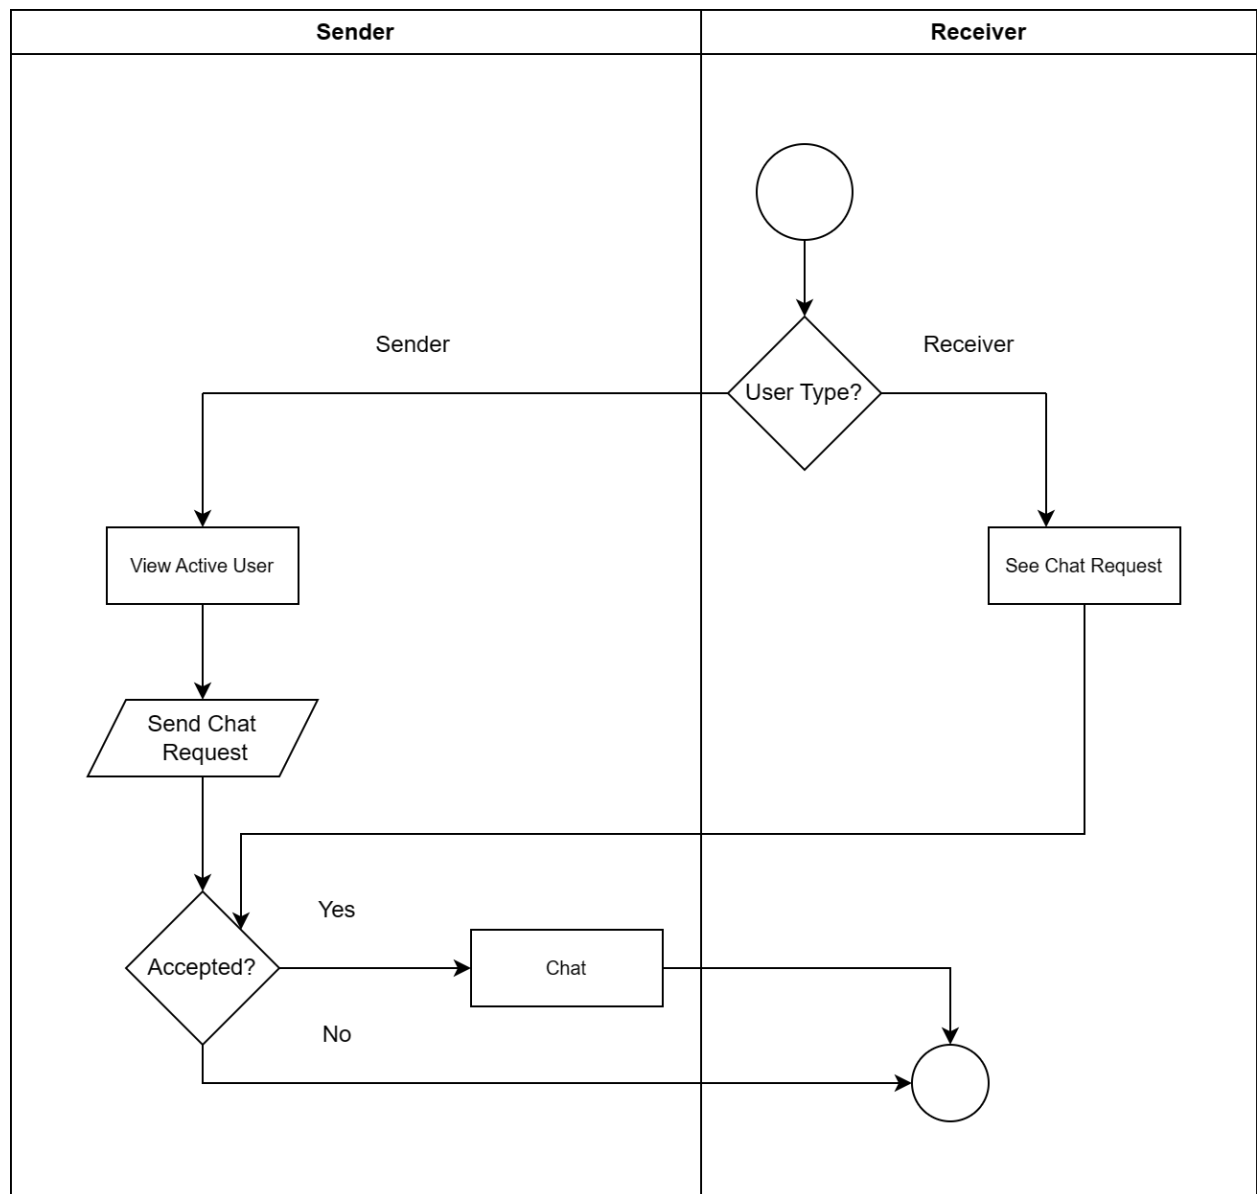 Sender
Receiver
Sender
Receiver
User Type?
View Active User
See Chat Request
Send Chat
Request
Yes
Accepted?
Chat
No